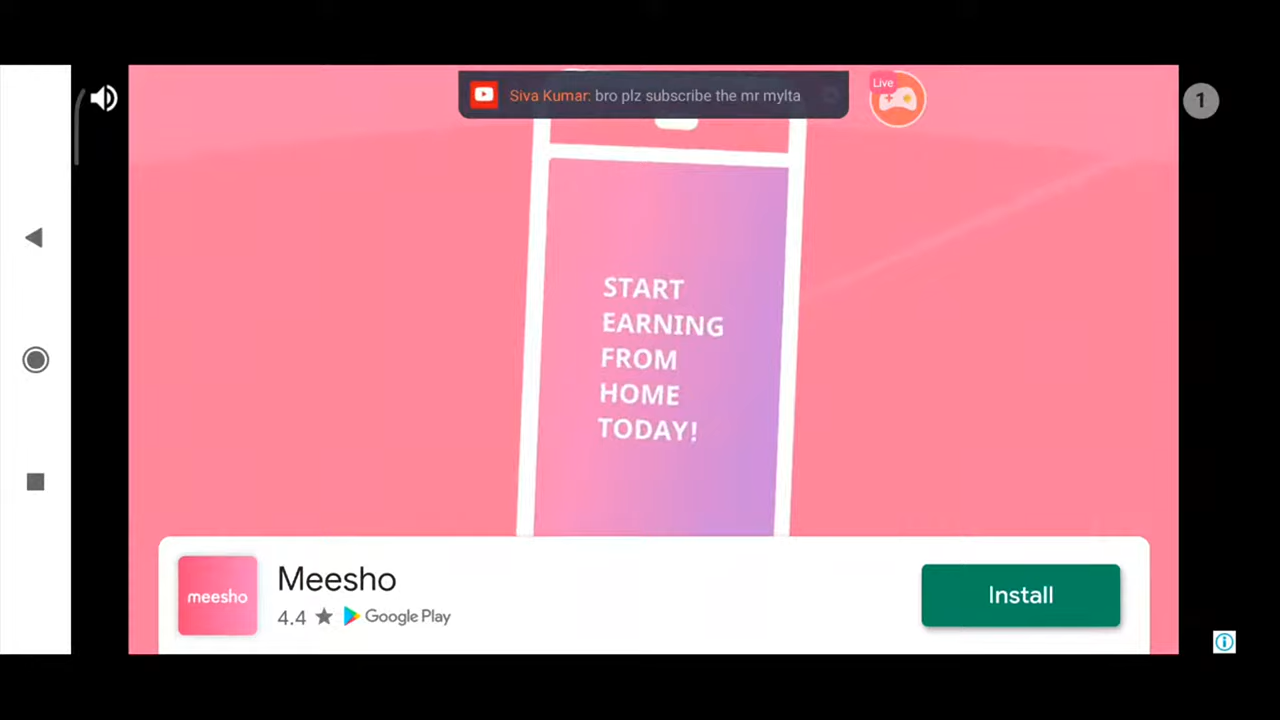 Siva Kumar: bro plz subscribe the mr mylta
Live
1
START
EARNING
FROM
HOME
TODAY!
meesho
Meesho
4.4 ★ Google Play
Install